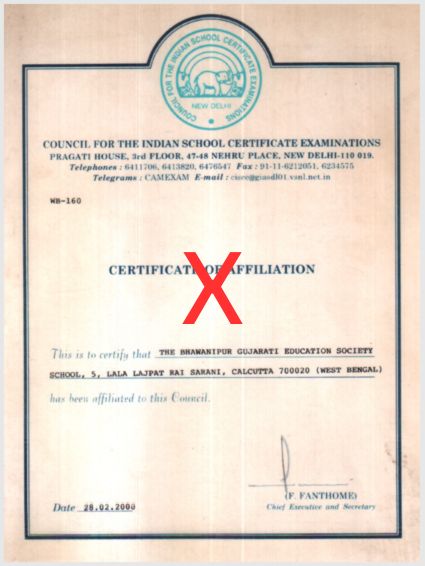 COUNCIL FOR THE INDIAN SCHOOL CERTIFICATE EXAMINATIONS
NEW DELHI
COUNCIL FOR THE INDIAN SCHOOL CERTIFICATE EXAMINATIONS
PRAGATI HOUSE, 3rd FLOOR, 47-48 NEHRU PLACE, NEW DELHI-110 019.
Telephones : 6411706, 6413820, 6476547 Fax : 91-11-6212051, 6234575
Telegrams : CAMEXAM E-mail : cisce@giasdl01.vsnl.net.in
WB-160
CERTIFICATE OF AFFILIATION
X
This is to certify that THE BHAWANIPUR GUJARATI EDUCATION SOCIETY
SCHOOL, 5, LALA LAJPAT RAI SARANI, CALCUTTA 700020 (WEST BENGAL)
has been affiliated to this Council.
(F. FANTHOME)
Date 28.02.2000 Chief Executive and Secretary